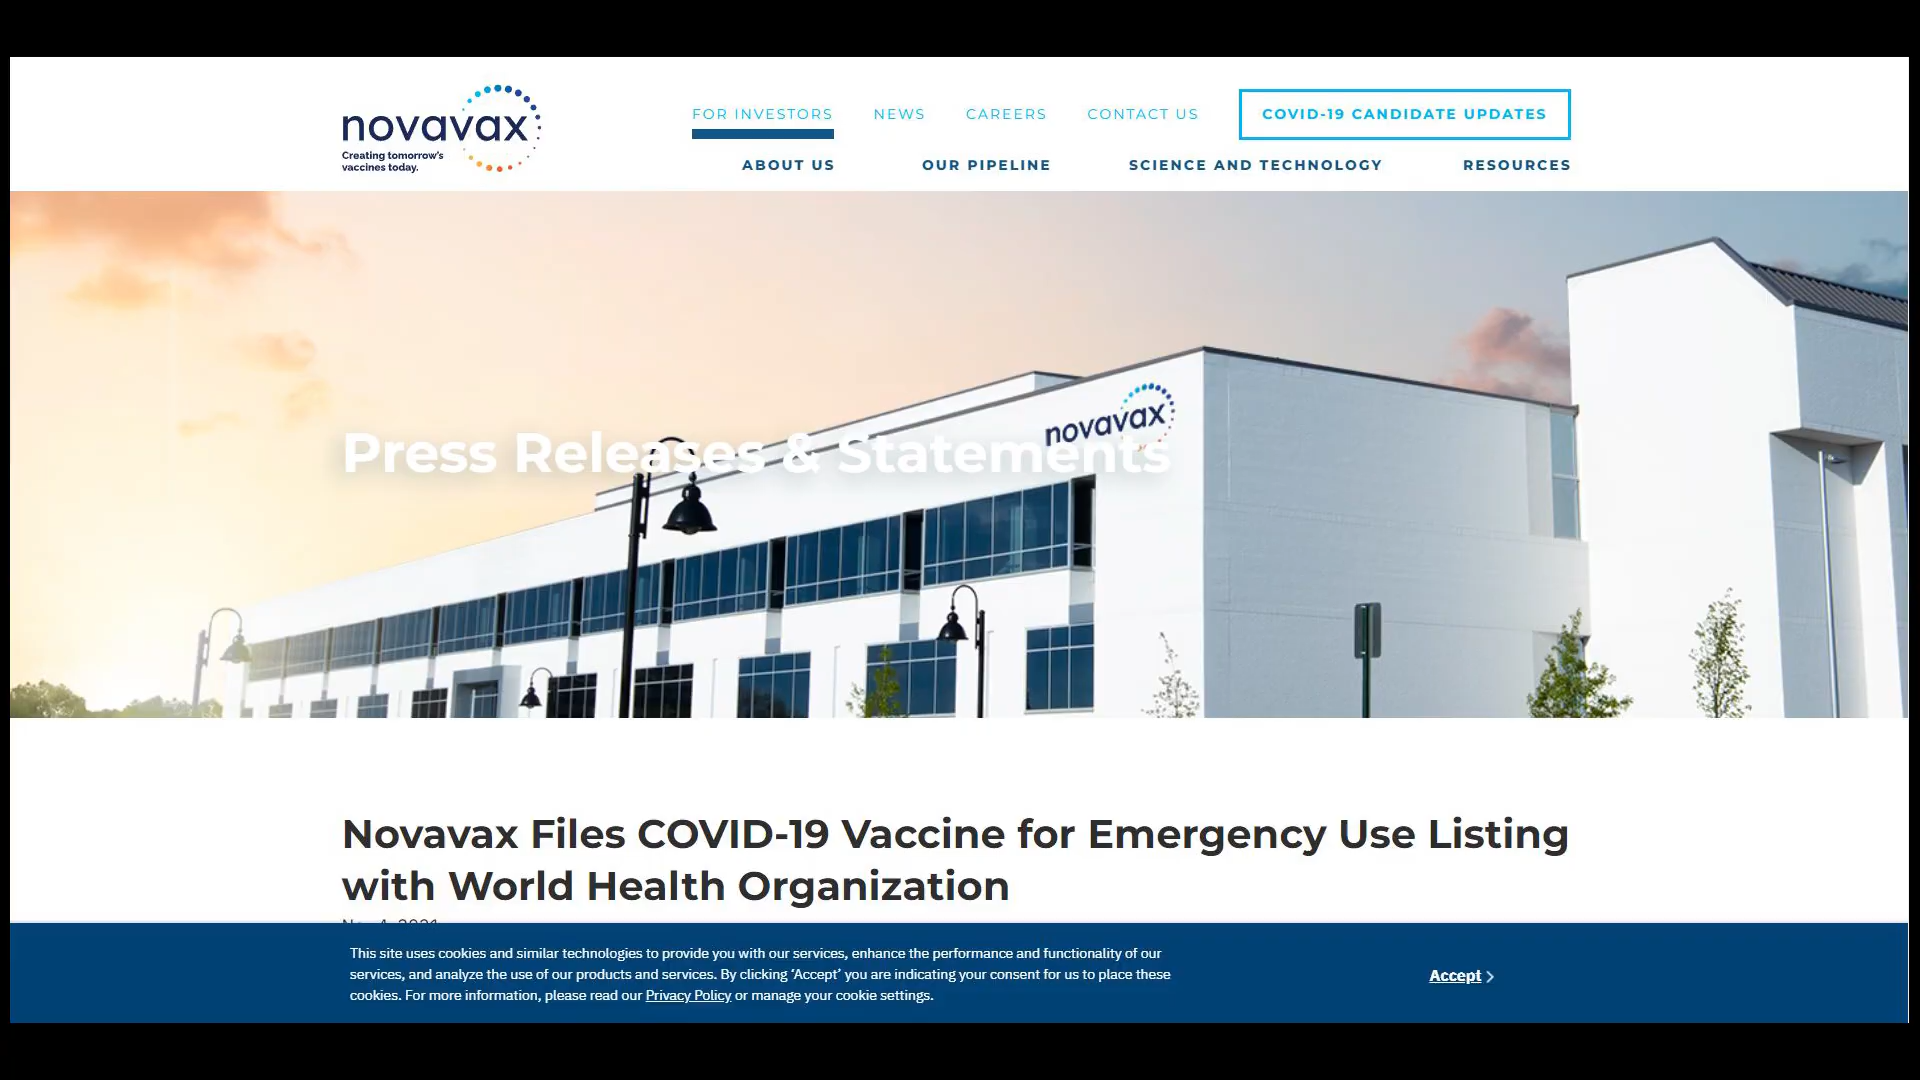 novavax
Creating tomorrow's
vaccines today.
FOR INVESTORS
NEWS
CAREERS
CONTACT US
COVID-19 CANDIDATE UPDATES
ABOUT US
OUR PIPELINE
SCIENCE AND TECHNOLOGY
RESOURCES
novavax
Press Releases & Statements
Novavax Files COVID-19 Vaccine for Emergency Use Listing
with World Health Organization
This site uses cookies and similar technologies to provide you with our services, enhance the performance and functionality of our
services, and analyze the use of our products and services. By clicking ‘Accept’ you are indicating your consent for us to place these
cookies. For more information, please read our Privacy Policy or manage your cookie settings.
Accept